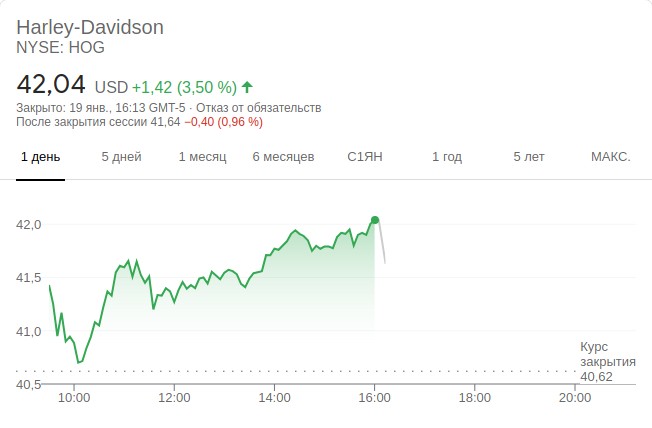 Harley-Davidson
NYSE: HOG
42,04 USD +1,42 (3,50 %)
Закрыто: 19 янв., 16:13 GMT-5 · Отказ от обязательств
После закрытия сессии 41,64 −0,40 (0,96 %)
1 день 5 дней 1 месяц 6 месяцев С1ЯН 1 год 5 лет МАКС.
42,0
41,5
41,0
Курс
закрытия
40,62
40,5
10:00 12:00 14:00 16:00 18:00 20:00